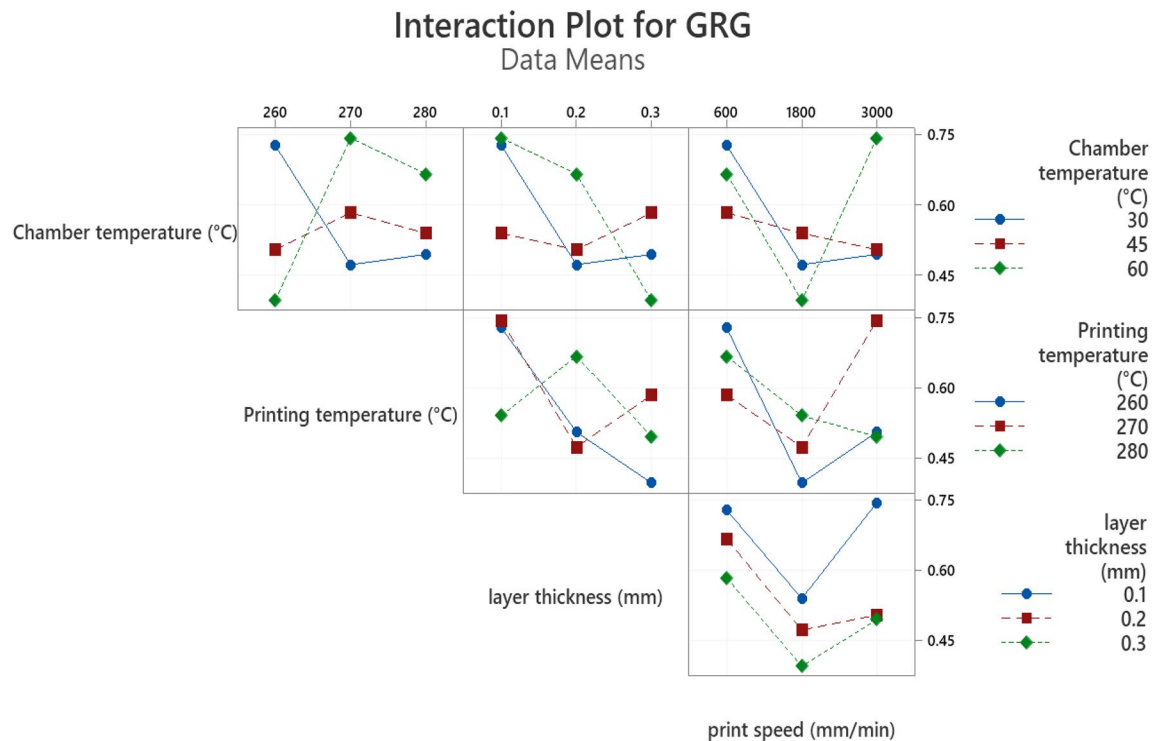 Interaction Plot for GRG
Data Means
260 270 280 0.1 0.2 0.3 600 1800 3000
Chamber temperature (°C)
0.75
0.60
0.45
Chamber
temperature
(°C)
30
45
60
Printing temperature (°C)
0.75
0.60
0.45
Printing
temperature
(°C)
260
270
280
layer thickness (mm)
0.75
0.60
0.45
layer
thickness
(mm)
0.1
0.2
0.3
print speed (mm/min)